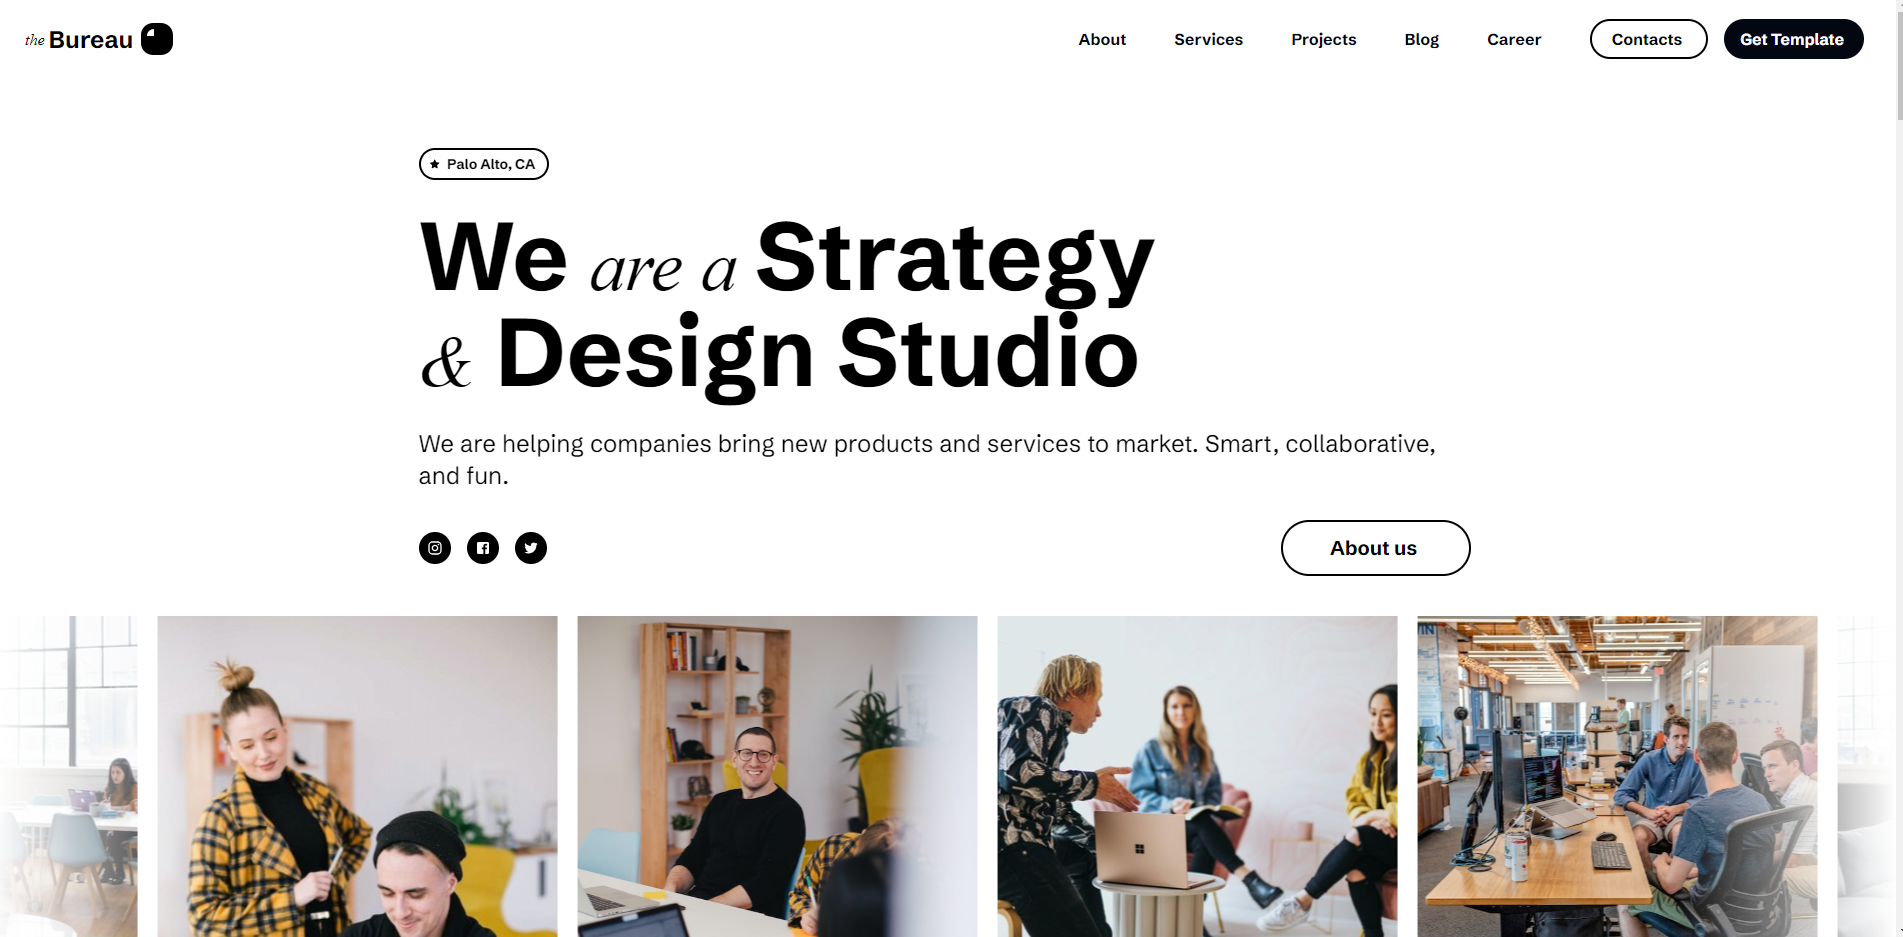 the Bureau
About Services Projects Blog Career Contacts Get Template
Palo Alto, CA
We are a Strategy
& Design Studio
We are helping companies bring new products and services to market. Smart, collaborative,
and fun.
About us